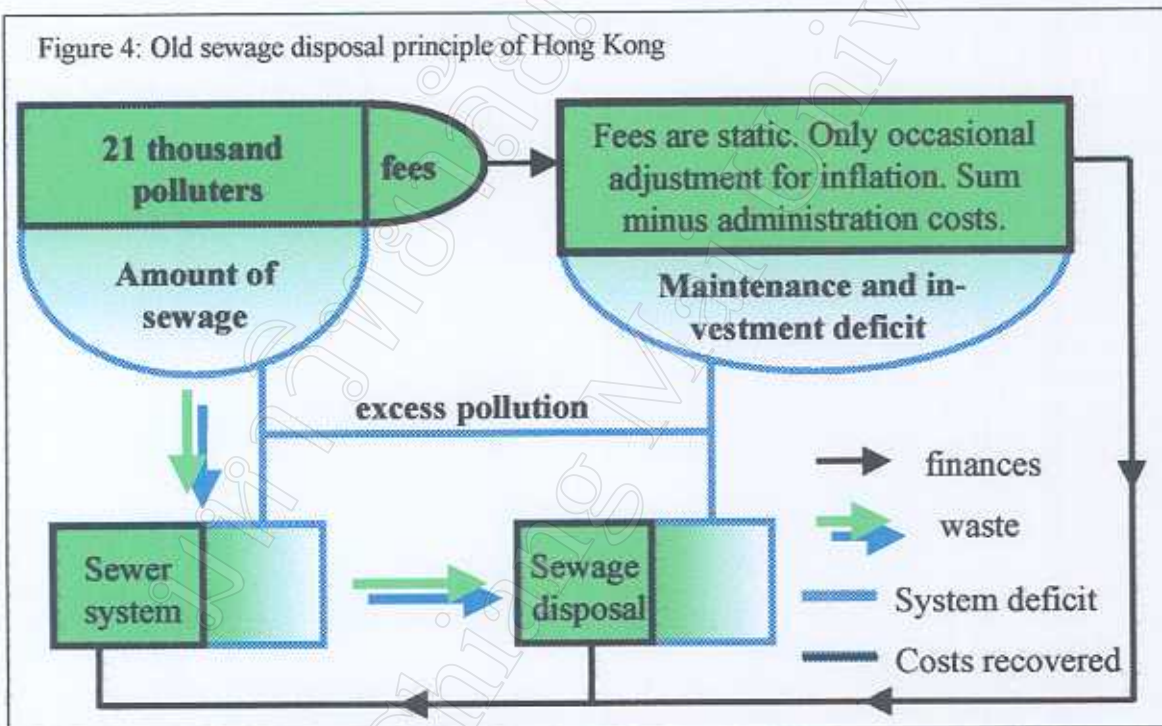 Figure 4: Old sewage disposal principle of Hong Kong
21 thousand
polluters
fees
Fees are static. Only occasional
adjustment for inflation. Sum
minus administration costs.
Amount of
sewage
Maintenance and in-
vestment deficit
excess pollution
finances
waste
Sewer
system
Sewage
disposal
System deficit
Costs recovered